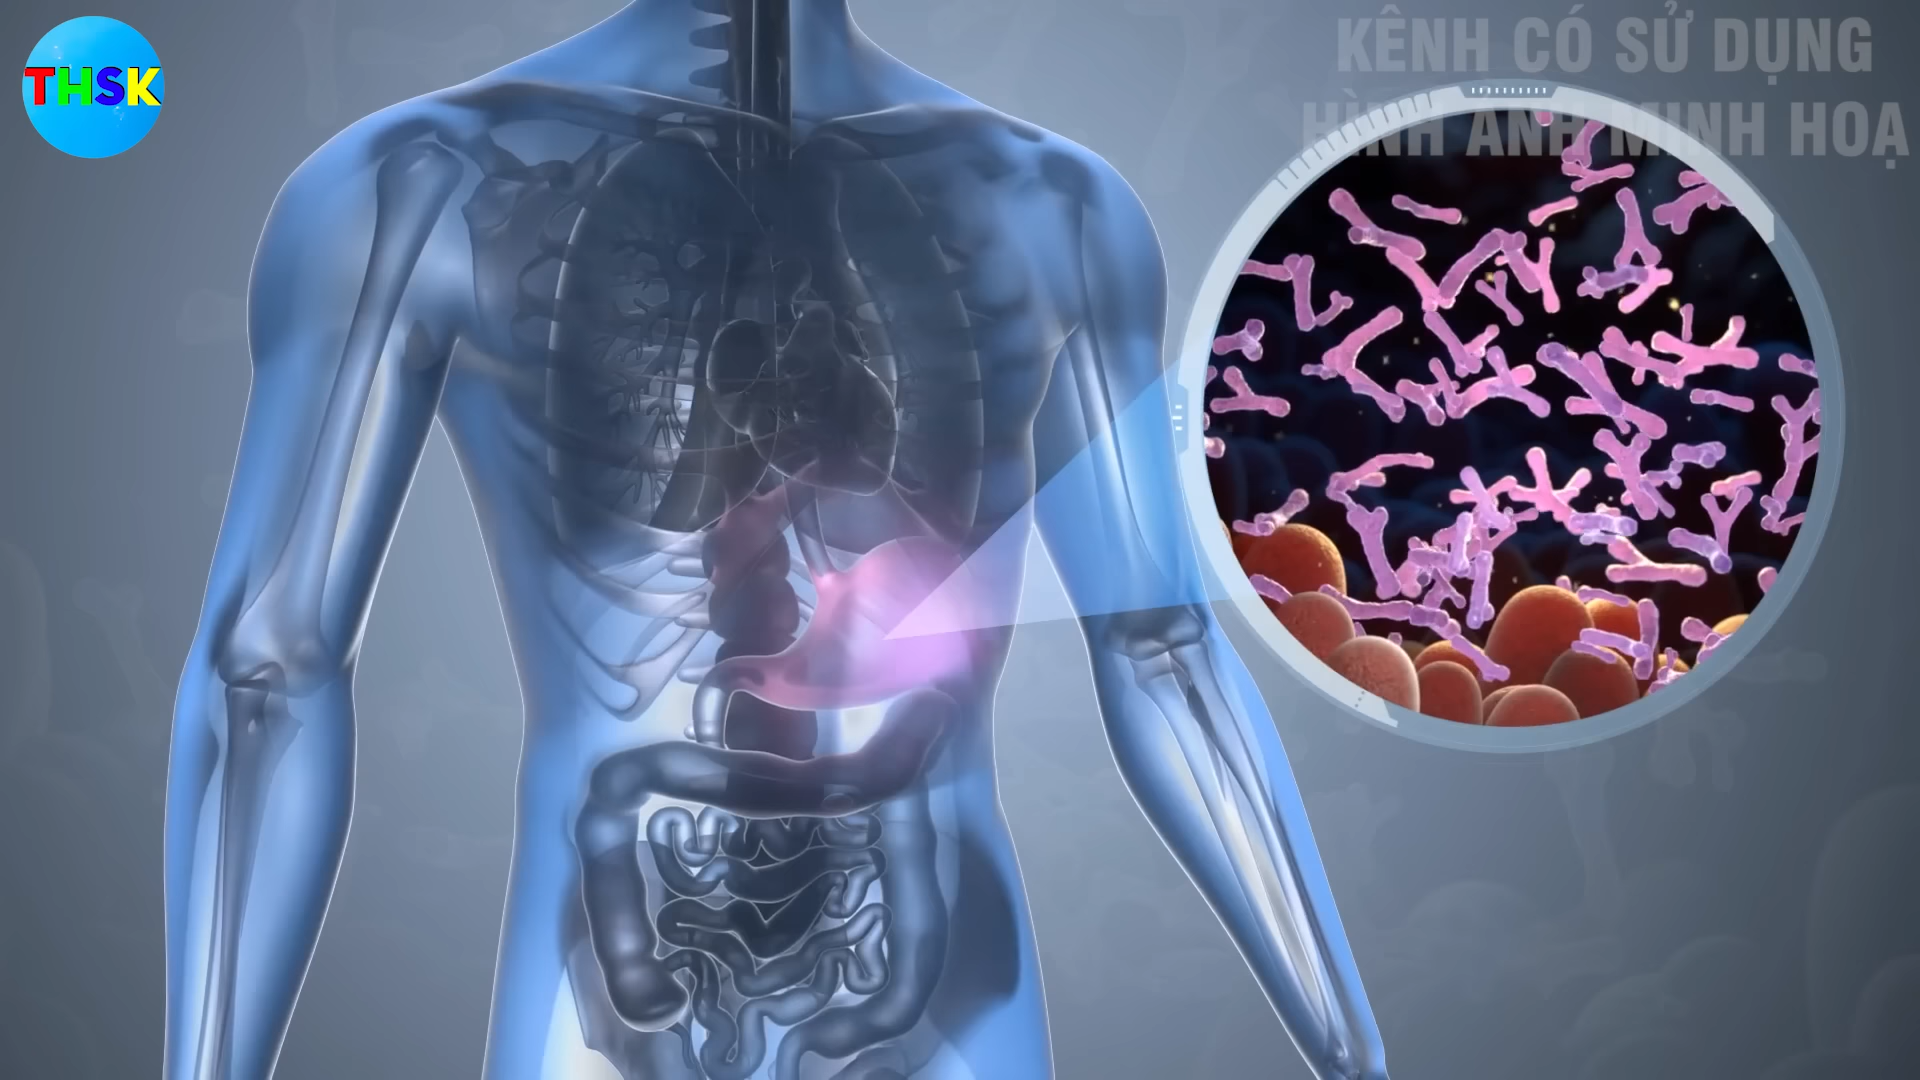 THSK
KÊNH CÓ SỬ DỤNG
HÌNH ẢNH MINH HOẠ